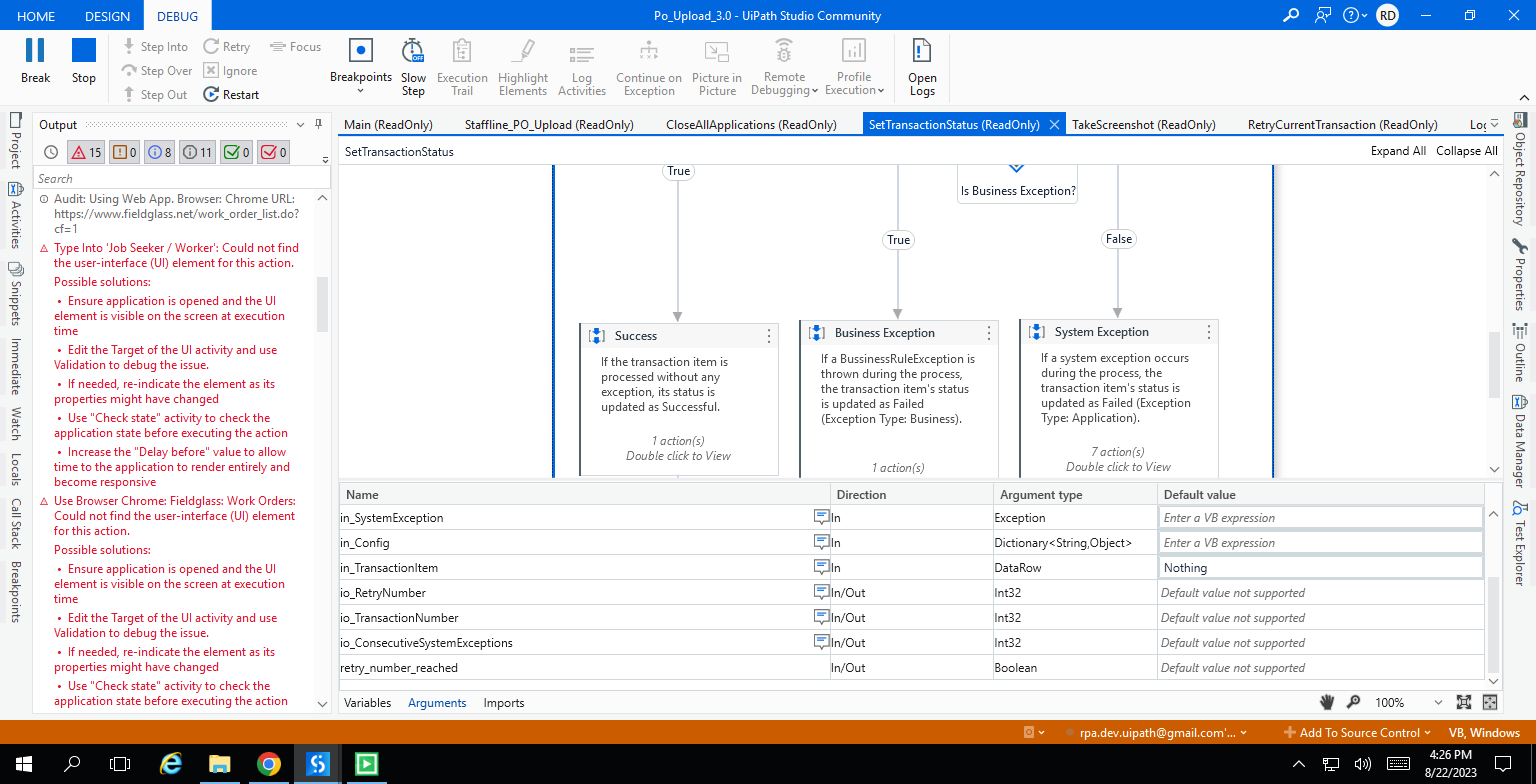 HOME DESIGN DEBUG
Po_Upload_3.0 - UiPath Studio Community
RD
Break
Stop
Step Into
Step Over
Step Out
Retry
Ignore
Restart
Focus
Breakpoints
Slow
Step
Execution
Trail
Highlight
Elements
Log
Activities
Continue on
Exception
Picture in
Picture
Remote
Debugging
Profile
Execution
Open
Logs
Project
Activities
Snippets
Immediate
Watch
Locals
Call Stack
Breakpoints
Output
15 0 8 11 0 0
Search
Audit: Using Web App. Browser: Chrome URL:
https://www.fieldglass.net/work_order_list.do?
cf=1
Type Into 'Job Seeker / Worker': Could not find
the user-interface (UI) element for this action.
Possible solutions:
• Ensure application is opened and the UI
element is visible on the screen at execution
time
• Edit the Target of the UI activity and use
Validation to debug the issue.
• If needed, re-indicate the element as its
properties might have changed
• Use "Check state" activity to check the
application state before executing the action
• Increase the "Delay before" value to allow
time to the application to render entirely and
become responsive
Use Browser Chrome: Fieldglass: Work Orders:
Could not find the user-interface (UI) element
for this action.
Possible solutions:
• Ensure application is opened and the UI
element is visible on the screen at execution
time
• Edit the Target of the UI activity and use
Validation to debug the issue.
• If needed, re-indicate the element as its
properties might have changed
• Use "Check state" activity to check the
application state before executing the action
Main (ReadOnly) Staffline_PO_Upload (ReadOnly) CloseAllApplications (ReadOnly) SetTransactionStatus (ReadOnly) TakeScreenshot (ReadOnly) RetryCurrentTransaction (ReadOnly)
SetTransactionStatus
Expand All Collapse All
True
Is Business Exception?
True
False
Success
If the transaction item is
processed without any
exception, its status is
updated as Successful.
1 action(s)
Double click to View
Business Exception
If a BussinessRuleException is
thrown during the process,
the transaction item's status
is updated as Failed
(Exception Type: Business).
1 action(s)
System Exception
If a system exception occurs
during the process, the
transaction item's status is
updated as Failed (Exception
Type: Application).
7 action(s)
Double click to View
Name Direction Argument type Default value
in_SystemException In Exception Enter a VB expression
in_Config In Dictionary<String,Object> Enter a VB expression
in_TransactionItem In DataRow Nothing
io_RetryNumber In/Out Int32 Default value not supported
io_TransactionNumber In/Out Int32 Default value not supported
io_ConsecutiveSystemExceptions In/Out Int32 Default value not supported
retry_number_reached In/Out Boolean Default value not supported
Variables Arguments Imports
100%
Object Repository
Properties
Outline
Data Manager
Test Explorer
rpa.dev.uipath@gmail.com'...
Add To Source Control
VB, Windows
4:26 PM
8/22/2023